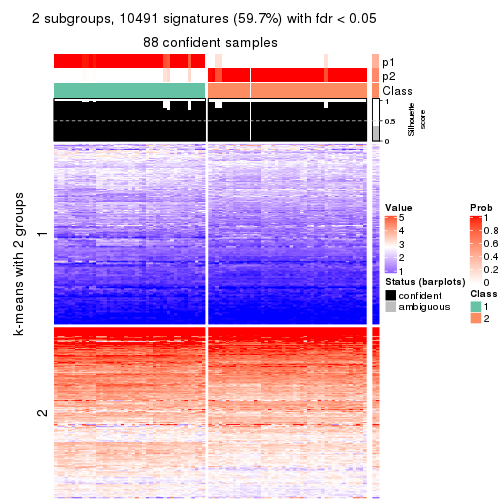 2 subgroups, 10491 signatures (59.7%) with fdr < 0.05
88 confident samples
p1
p2
Class
1
0.5
0
Silhouette
score
k-means with 2 groups
1
2
Value
5
4
3
2
1
Status (barplots)
confident
ambiguous
Prob
1
0.8
0.6
0.4
0.2
0
Class
1
2